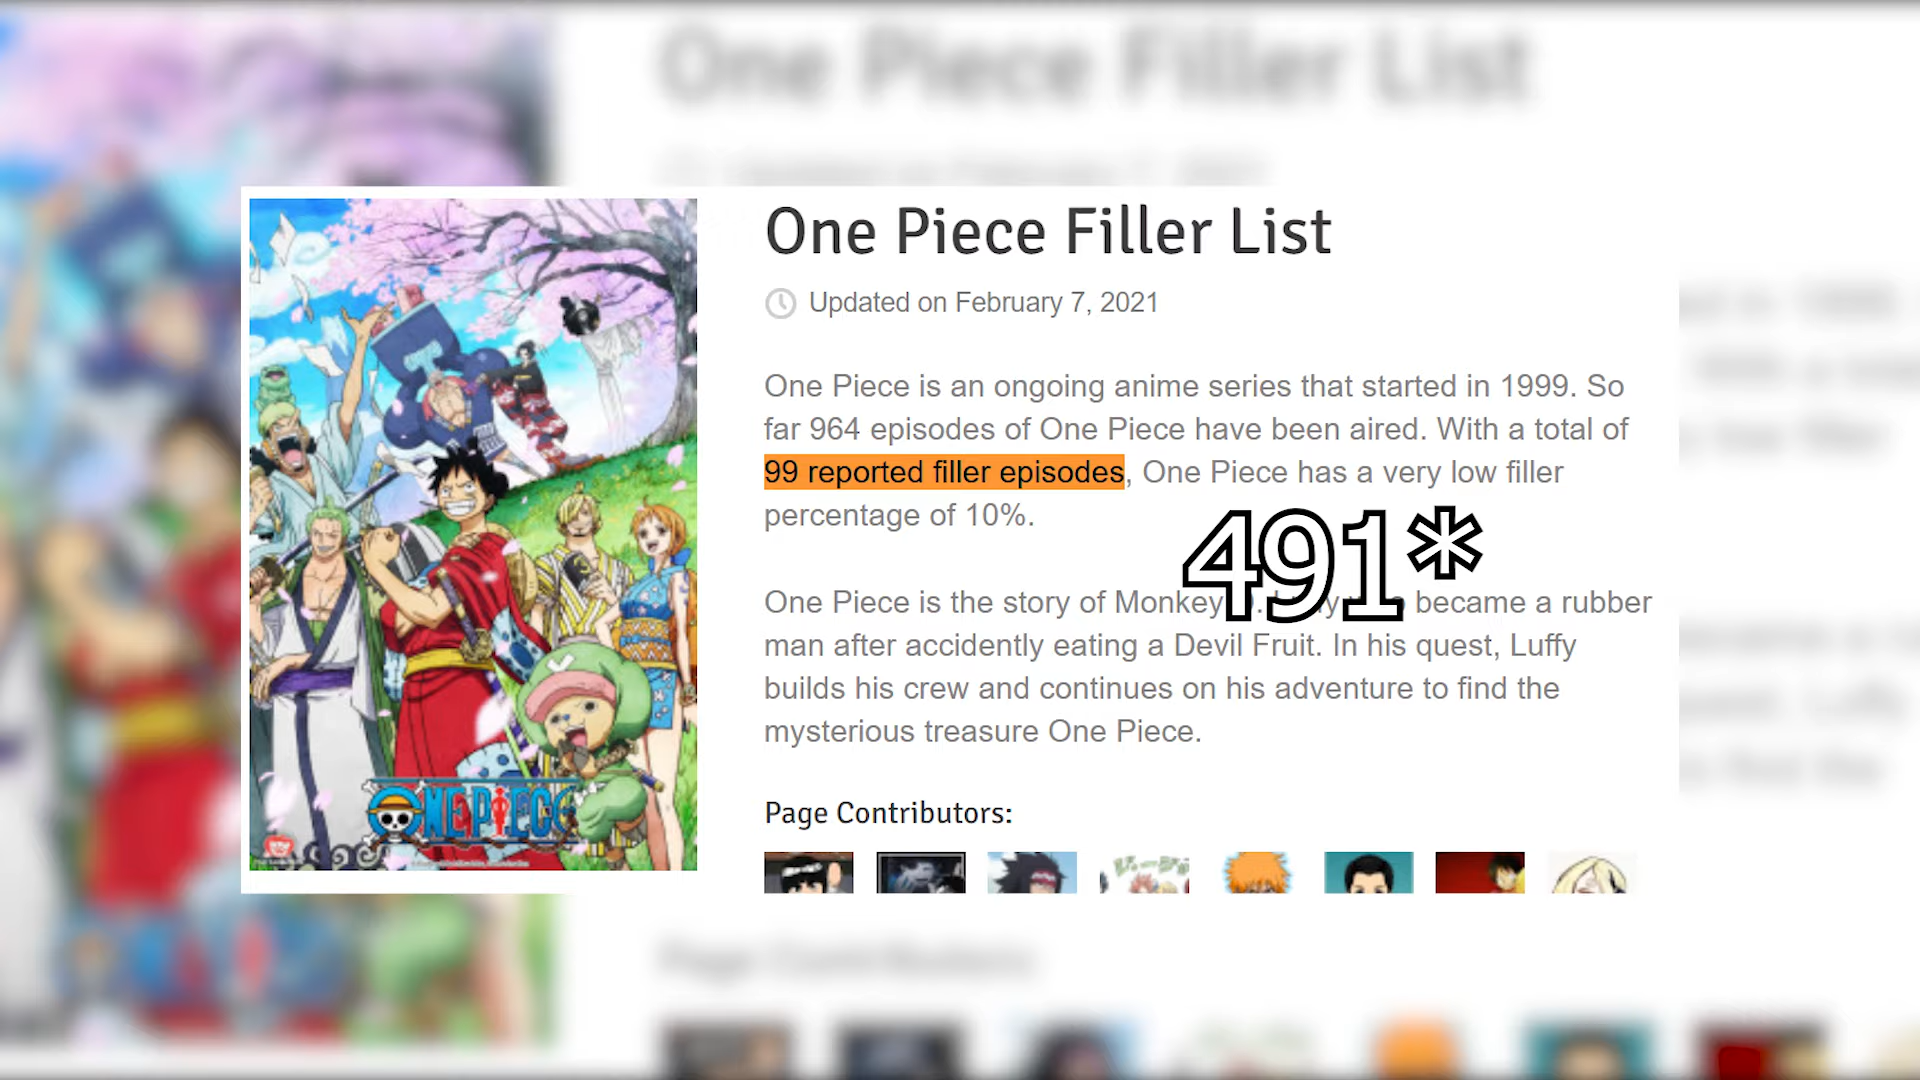 One Piece Filler List
Updated on February 7, 2021
One Piece is an ongoing anime series that started in 1999. So
far 964 episodes of One Piece have been aired. With a total of
99 reported filler episodes, One Piece has a very low filler
percentage of 10%.
491*
One Piece is the story of Monkey became a rubber
man after accidently eating a Devil Fruit. In his quest, Luffy
builds his crew and continues on his adventure to find the
mysterious treasure One Piece.
Page Contributors:
ONE PIECE